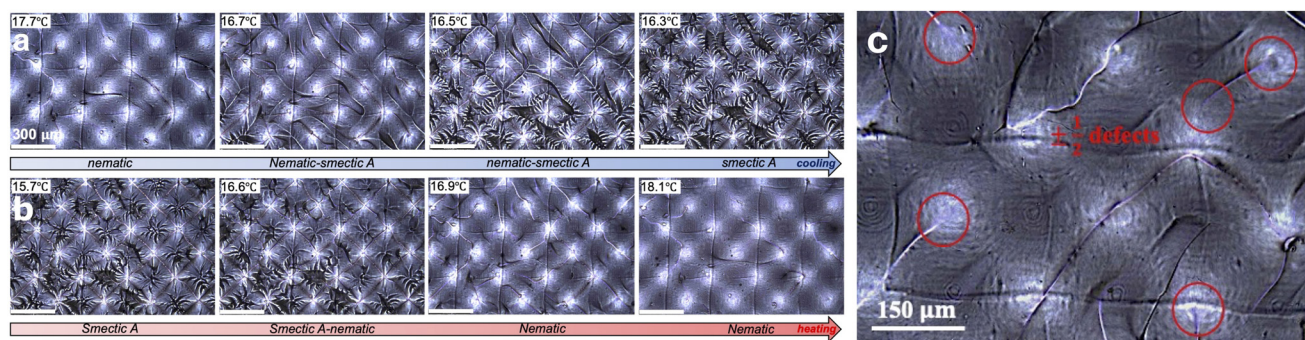 a
17.7℃
16.7℃
16.5℃
16.3℃
300 μm
nematic
Nematic-smectic A
nematic-smectic A
smectic A
cooling
b
15.7℃
16.6℃
16.9℃
18.1℃
Smectic A
Smectic A-nematic
Nematic
Nematic
heating
c
± 1/2 defects
150 μm